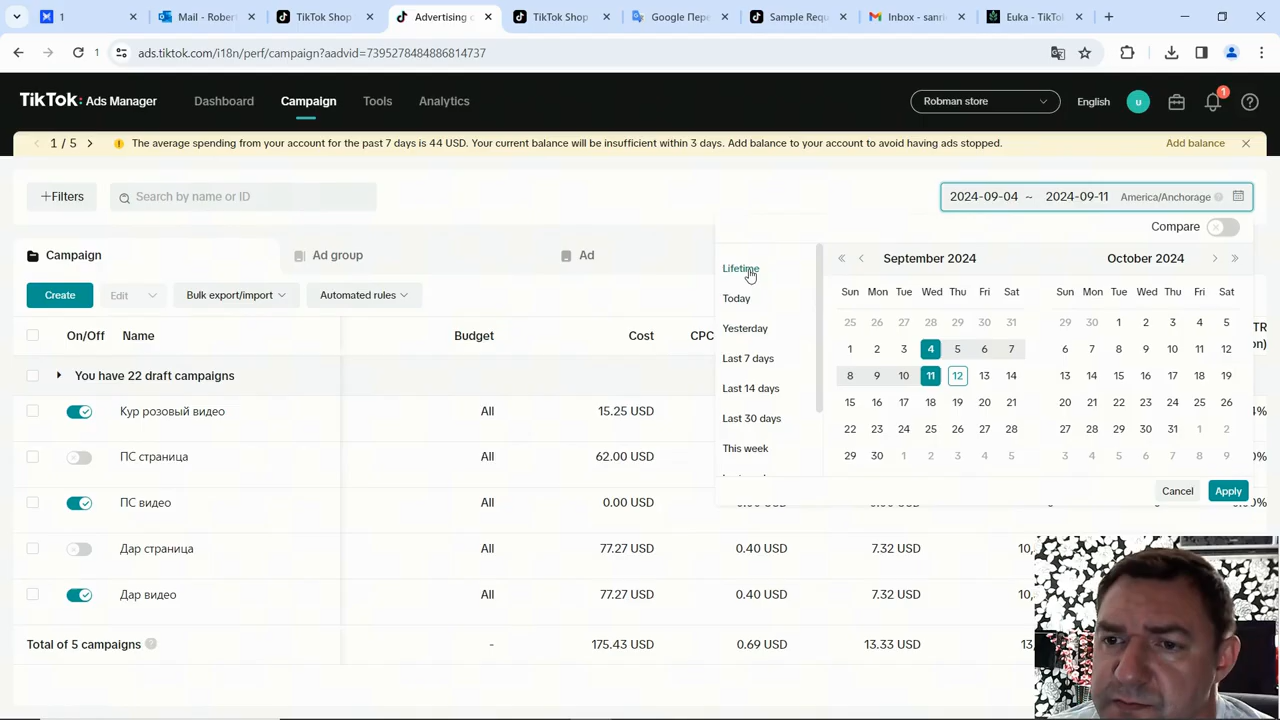 1
Mail - Rober
TikTok Shop
Advertising c
TikTok Shop
Google Пере
Sample Requ
Inbox - sanri
Euka - TikTo
1
ads.tiktok.com/i18n/perf/campaign?aadvid=7395278484886814737
TikTok: Ads Manager
Dashboard
Campaign
Tools
Analytics
Robman store
English
u
1
1 / 5
The average spending from your account for the past 7 days is 44 USD. Your current balance will be insufficient within 3 days. Add balance to your account to avoid having ads stopped.
Add balance
+Filters
Search by name or ID
2024-09-04 ~ 2024-09-11 America/Anchorage
Compare
Campaign
Ad group
Ad
Lifetime
Today
Yesterday
Last 7 days
Last 14 days
Last 30 days
This week
September 2024
Sun Mon Tue Wed Thu Fri Sat
25 26 27 28 29 30 31
1 2 3 4 5 6 7
8 9 10 11 12 13 14
15 16 17 18 19 20 21
22 23 24 25 26 27 28
29 30 1 2 3 4 5
October 2024
Sun Mon Tue Wed Thu Fri Sat
29 30 1 2 3 4 5
6 7 8 9 10 11 12
13 14 15 16 17 18 19
20 21 22 23 24 25 26
27 28 29 30 31 1 2
3 4 5 6 7 8 9
Cancel
Apply
Create
Edit
Bulk export/import
Automated rules
On/Off Name Budget Cost CPC
You have 22 draft campaigns
Кур розовый видео All 15.25 USD
ПС страница All 62.00 USD
ПС видео All 0.00 USD
Дар страница All 77.27 USD 0.40 USD 7.32 USD 10,
Дар видео All 77.27 USD 0.40 USD 7.32 USD 10,
Total of 5 campaigns - 175.43 USD 0.69 USD 13.33 USD 13,